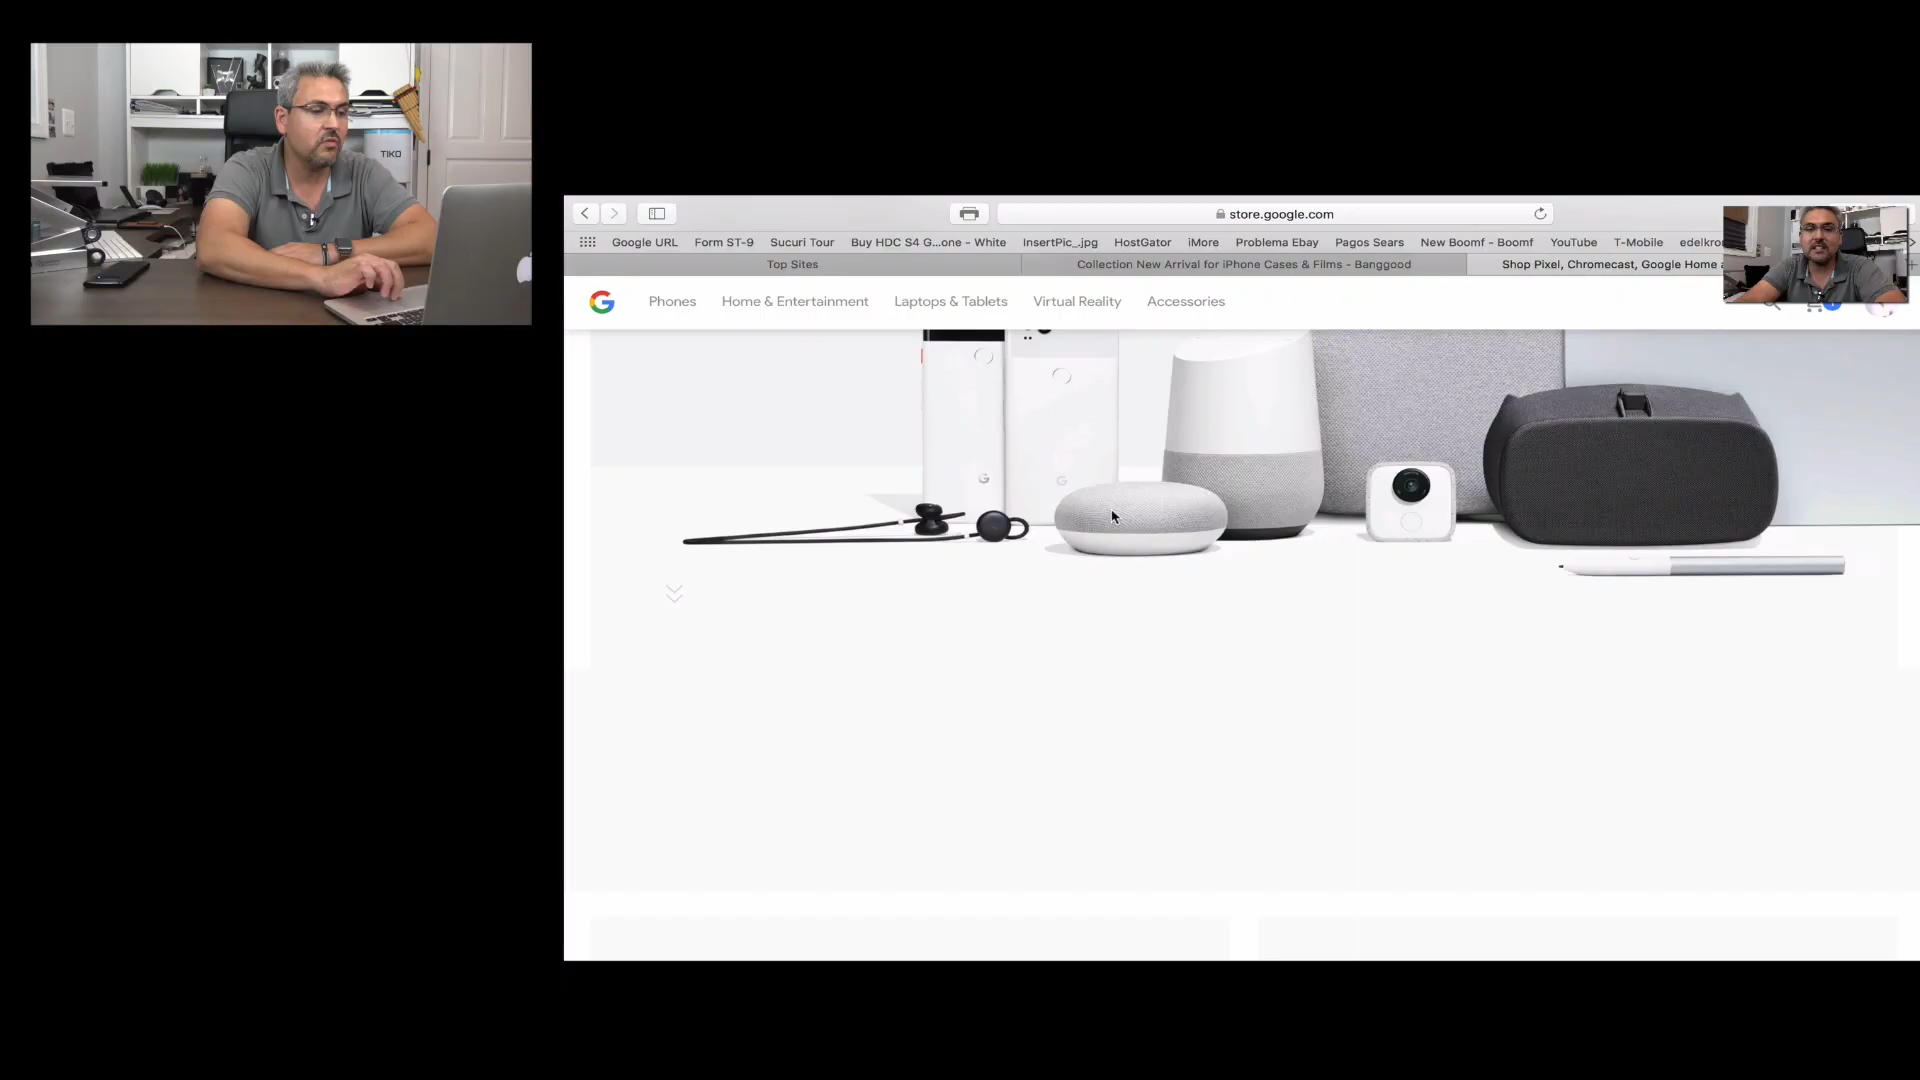 TIKO
store.google.com
Google URL Form ST-9 Sucuri Tour Buy HDC S4 G...one - White InsertPic_.jpg HostGator iMore Problema Ebay Pagos Sears New Boomf - Boomf YouTube T-Mobile edelkro
Top Sites Collection New Arrival for iPhone Cases & Films - Banggood Shop Pixel, Chromecast, Google Home
G Phones Home & Entertainment Laptops & Tablets Virtual Reality Accessories
G G